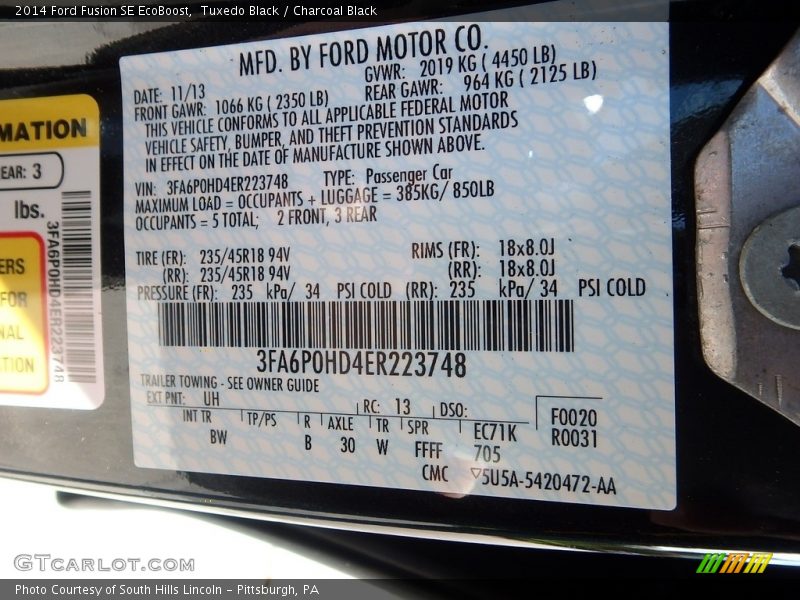 2014 Ford Fusion SE EcoBoost,  Tuxedo Black / Charcoal Black
MFD. BY FORD MOTOR CO.
DATE: 11/13 GVWR: 2019 KG ( 4450 LB)
FRONT GAWR: 1066 KG ( 2350 LB) REAR GAWR: 964 KG ( 2125 LB)
THIS VEHICLE CONFORMS TO ALL APPLICABLE FEDERAL MOTOR
VEHICLE SAFETY, BUMPER, AND THEFT PREVENTION STANDARDS
IN EFFECT ON THE DATE OF MANUFACTURE SHOWN ABOVE.
VIN: 3FA6P0HD4ER223748 TYPE: Passenger Car
MAXIMUM LOAD = OCCUPANTS + LUGGAGE = 385KG/ 850LB
OCCUPANTS = 5 TOTAL; 2 FRONT, 3 REAR
TIRE (FR): 235/45R18 94V RIMS (FR): 18x8.0J
(RR): 235/45R18 94V (RR): 18x8.0J
PRESSURE (FR): 235 kPa/ 34 PSI COLD (RR): 235 kPa/ 34 PSI COLD
3FA6P0HD4ER223748
TRAILER TOWING - SEE OWNER GUIDE
EXT PNT: UH RC: 13 DSO: F0020
INT TR TP/PS R AXLE TR SPR EC71K R0031
BW B 30 W FFFF 705
CMC ▽5U5A-5420472-AA
MATION
EAR: 3
lbs.
3FA6P0HD4ER223748
ERS
FOR
NAL
TION
GTCARLOT.COM
Photo Courtesy of South Hills Lincoln – Pittsburgh, PA